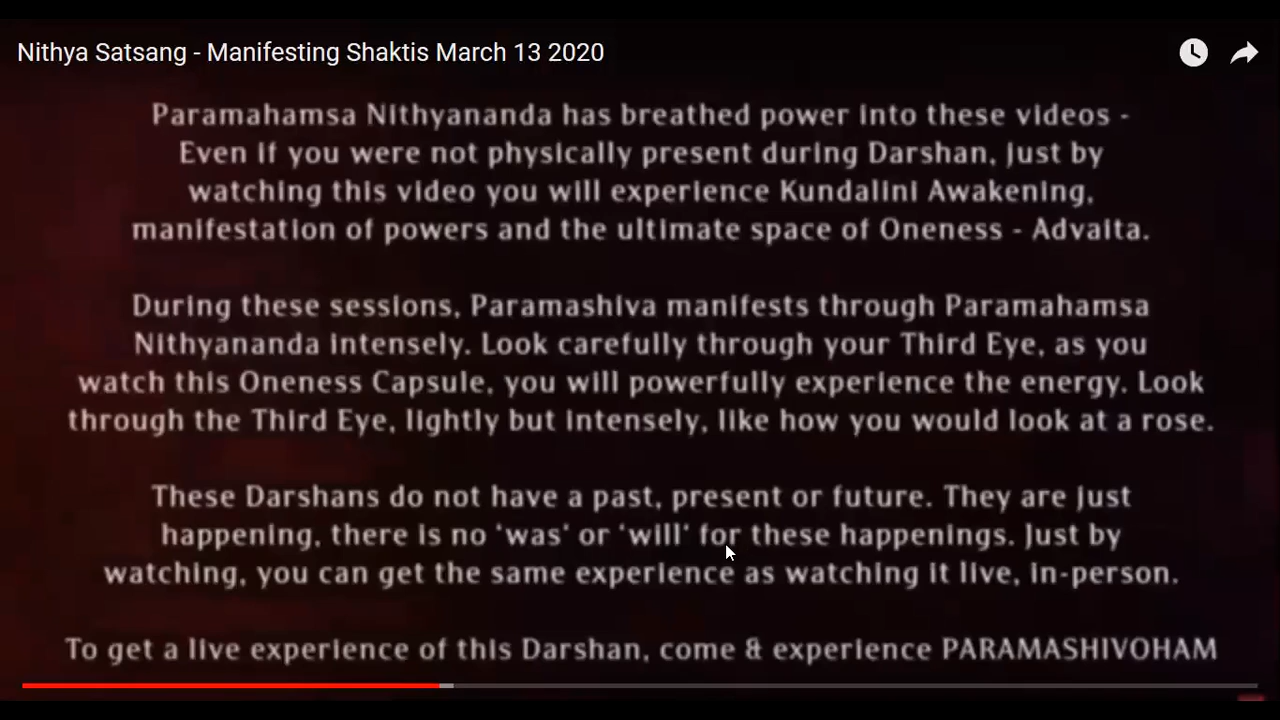 Nithya Satsang - Manifesting Shaktis March 13 2020
Paramahamsa Nithyananda has breathed power into these videos -
Even if you were not physically present during Darshan, just by
watching this video you will experience Kundalini Awakening,
manifestation of powers and the ultimate space of Oneness - Advaita.
During these sessions, Paramashiva manifests through Paramahamsa
Nithyananda intensely. Look carefully through your Third Eye, as you
watch this Oneness Capsule, you will powerfully experience the energy. Look
through the Third Eye, lightly but intensely, like how you would look at a rose.
These Darshans do not have a past, present or future. They are just
happening, there is no ‘was‘ or ‘will‘ for these happenings. Just by
watching, you can get the same experience as watching it live, in-person.
To get a live experience of this Darshan, come & experience PARAMASHIVOHAM